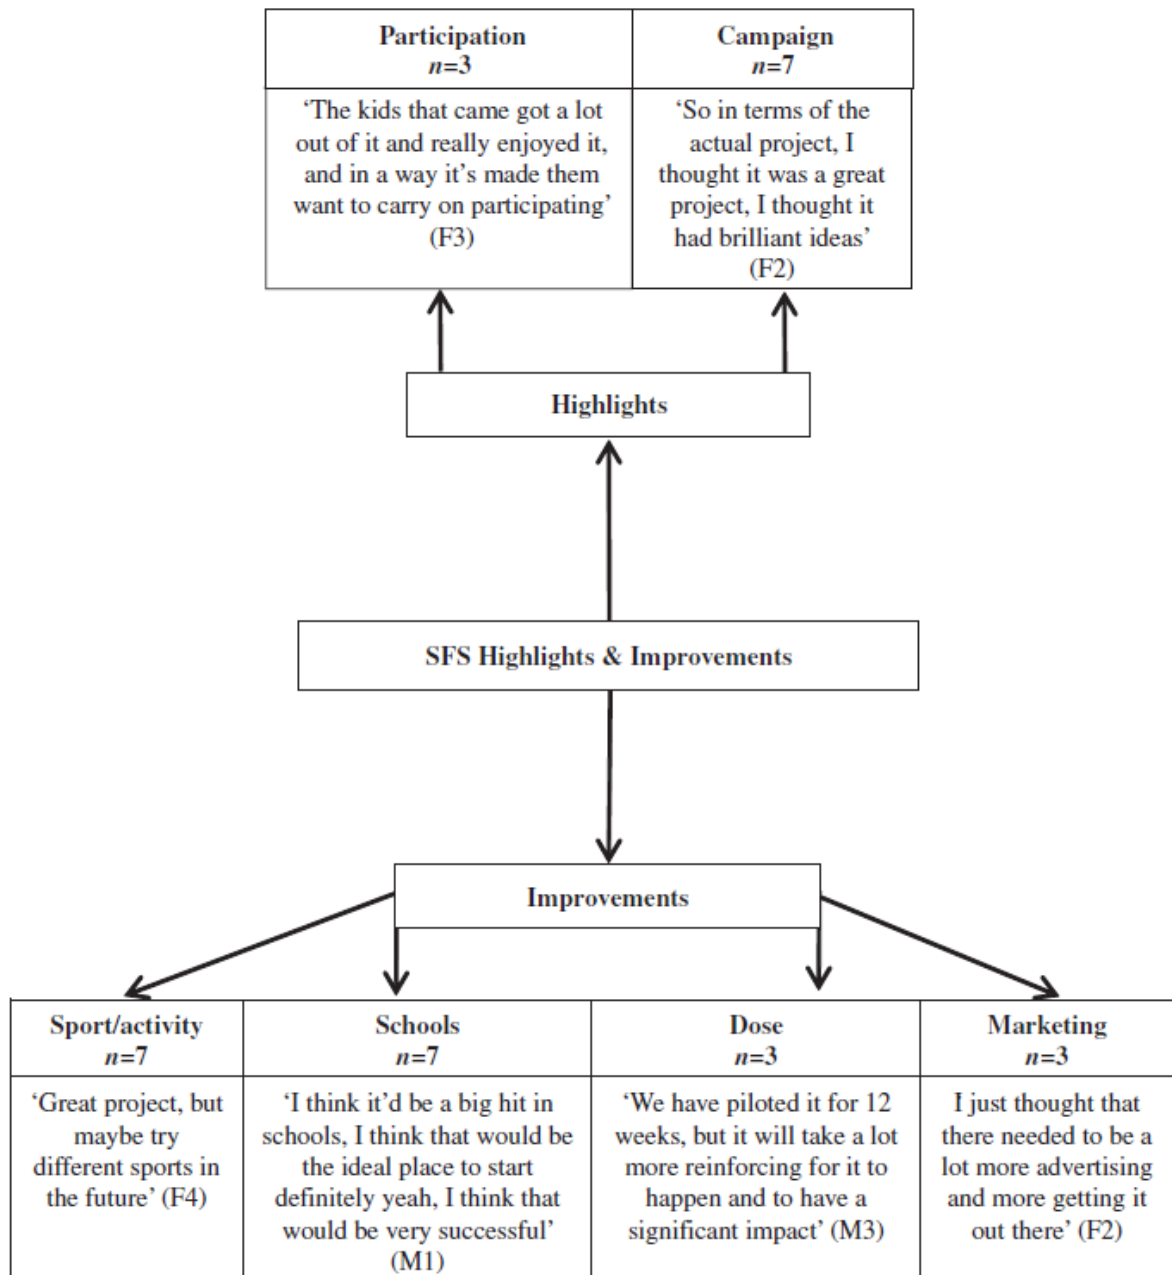 Participation
n=3
Campaign
n=7
‘The kids that came got a lot
out of it and really enjoyed it,
and in a way it’s made them
want to carry on participating’
(F3)
‘So in terms of the
actual project, I
thought it was a great
project, I thought it
had brilliant ideas’
(F2)
Highlights
SFS Highlights & Improvements
Improvements
Sport/activity
n=7
Schools
n=7
Dose
n=3
Marketing
n=3
‘Great project, but
maybe try
different sports in
the future’ (F4)
‘I think it’d be a big hit in
schools, I think that would be
the ideal place to start
definitely yeah, I think that
would be very successful’
(M1)
‘We have piloted it for 12
weeks, but it will take a lot
more reinforcing for it to
happen and to have a
significant impact’ (M3)
I just thought that
there needed to be a
lot more advertising
and more getting it
out there’ (F2)